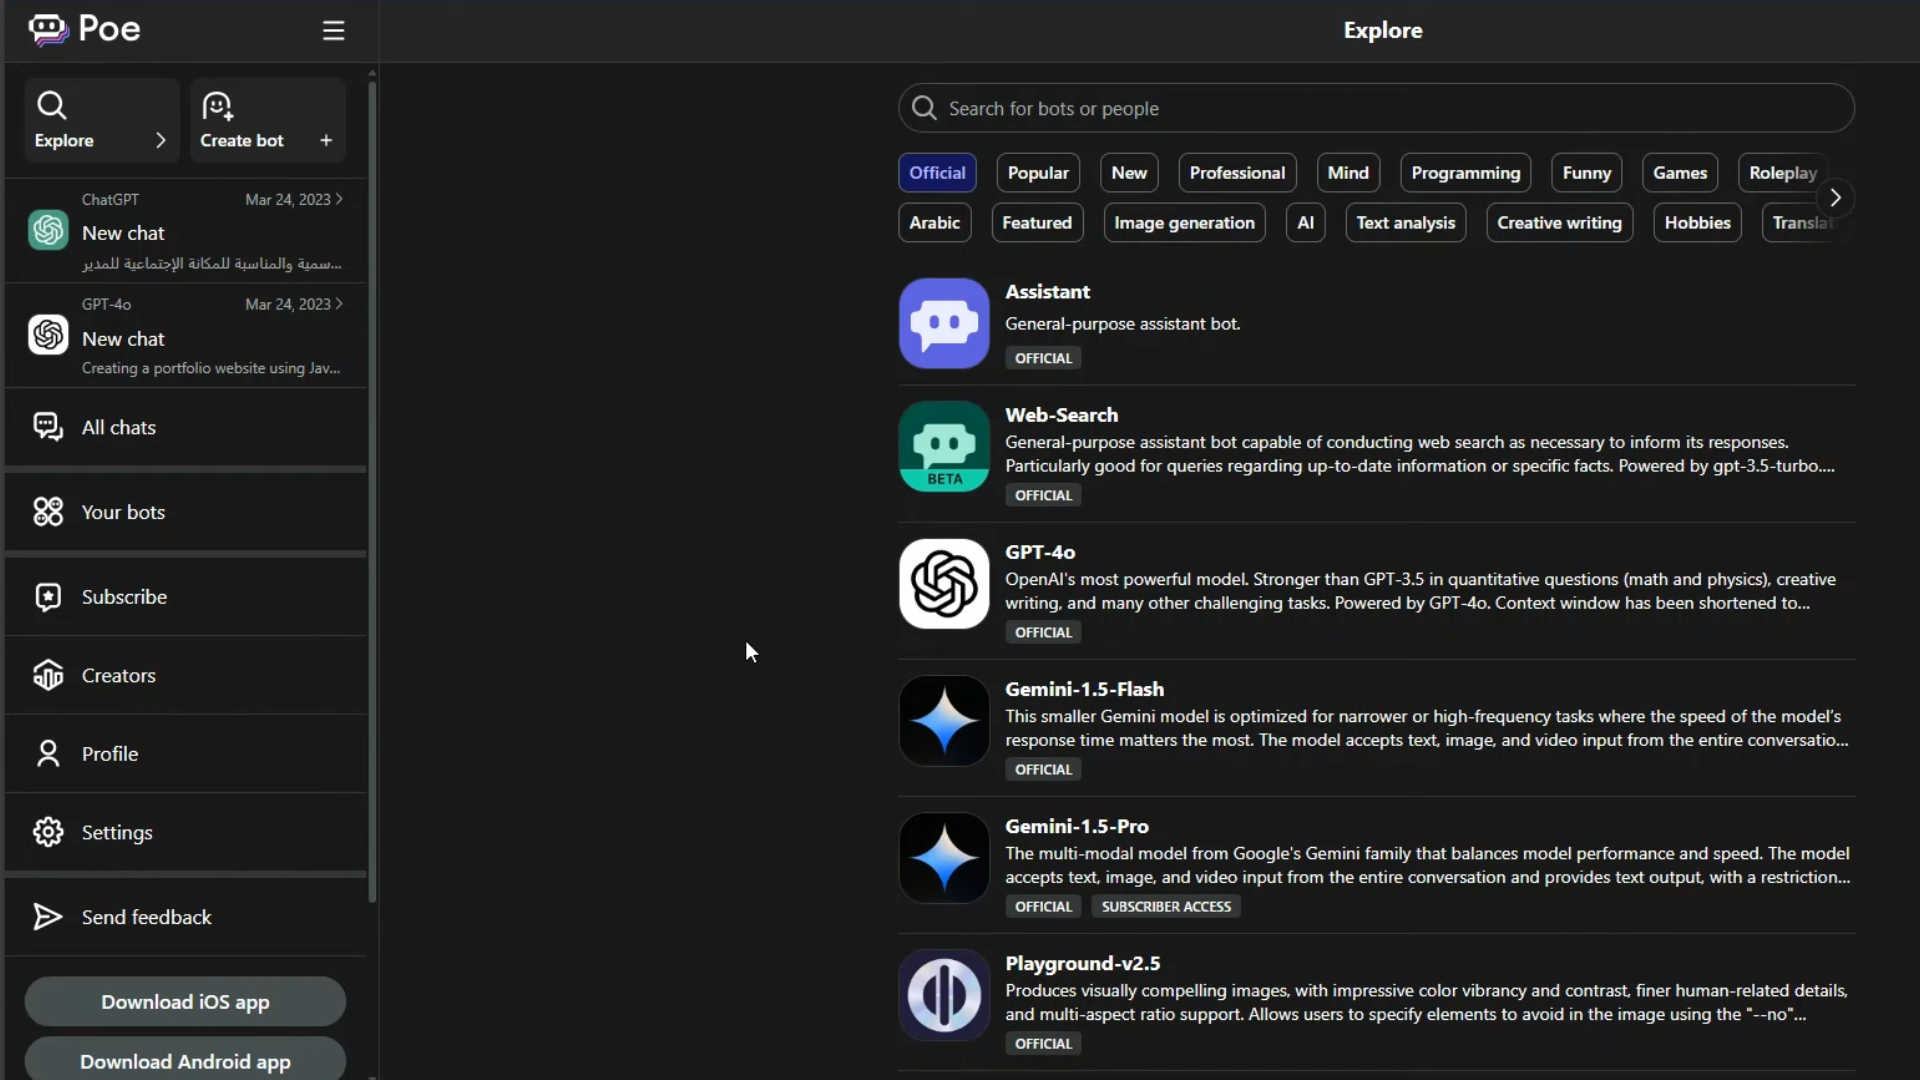 Poe
Explore
Explore
Create bot +
ChatGPT Mar 24, 2023
New chat
سمية والمناسبة للمكانة الإجتماعية للمدير...
GPT-4o Mar 24, 2023
New chat
Creating a portfolio website using Jav...
All chats
Your bots
Subscribe
Creators
Profile
Settings
Send feedback
Download iOS app
Download Android app
Search for bots or people
Official Popular New Professional Mind Programming Funny Games Roleplay
Arabic Featured Image generation AI Text analysis Creative writing Hobbies Translat
Assistant
General-purpose assistant bot.
OFFICIAL
Web-Search
General-purpose assistant bot capable of conducting web search as necessary to inform its responses.
Particularly good for queries regarding up-to-date information or specific facts. Powered by gpt-3.5-turbo....
BETA
OFFICIAL
GPT-4o
OpenAI's most powerful model. Stronger than GPT-3.5 in quantitative questions (math and physics), creative
writing, and many other challenging tasks. Powered by GPT-4o. Context window has been shortened to...
OFFICIAL
Gemini-1.5-Flash
This smaller Gemini model is optimized for narrower or high-frequency tasks where the speed of the model's
response time matters the most. The model accepts text, image, and video input from the entire conversatio...
OFFICIAL
Gemini-1.5-Pro
The multi-modal model from Google's Gemini family that balances model performance and speed. The model
accepts text, image, and video input from the entire conversation and provides text output, with a restriction...
OFFICIAL SUBSCRIBER ACCESS
Playground-v2.5
Produces visually compelling images, with impressive color vibrancy and contrast, finer human-related details,
and multi-aspect ratio support. Allows users to specify elements to avoid in the image using the "--no"...
OFFICIAL